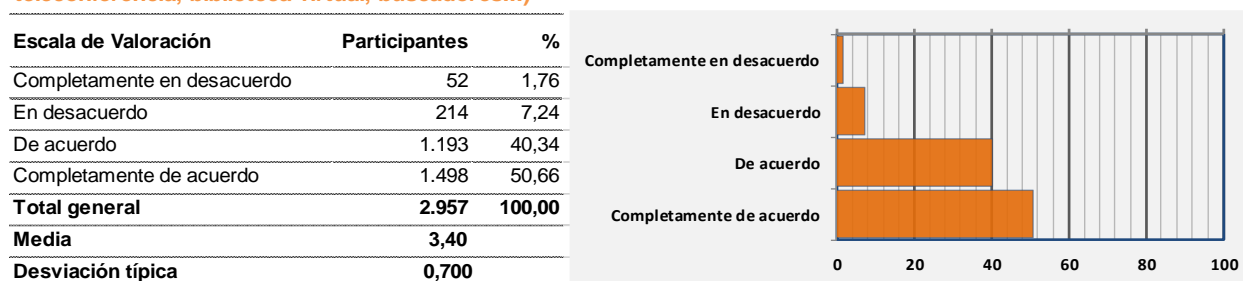 Escala de Valoración Participantes %
Completamente en desacuerdo 52 1,76
En desacuerdo 214 7,24
De acuerdo 1.193 40,34
Completamente de acuerdo 1.498 50,66
Total general 2.957 100,00
Media 3,40
Desviación típica 0,700
Completamente en desacuerdo
En desacuerdo
De acuerdo
Completamente de acuerdo
0 20 40 60 80 100